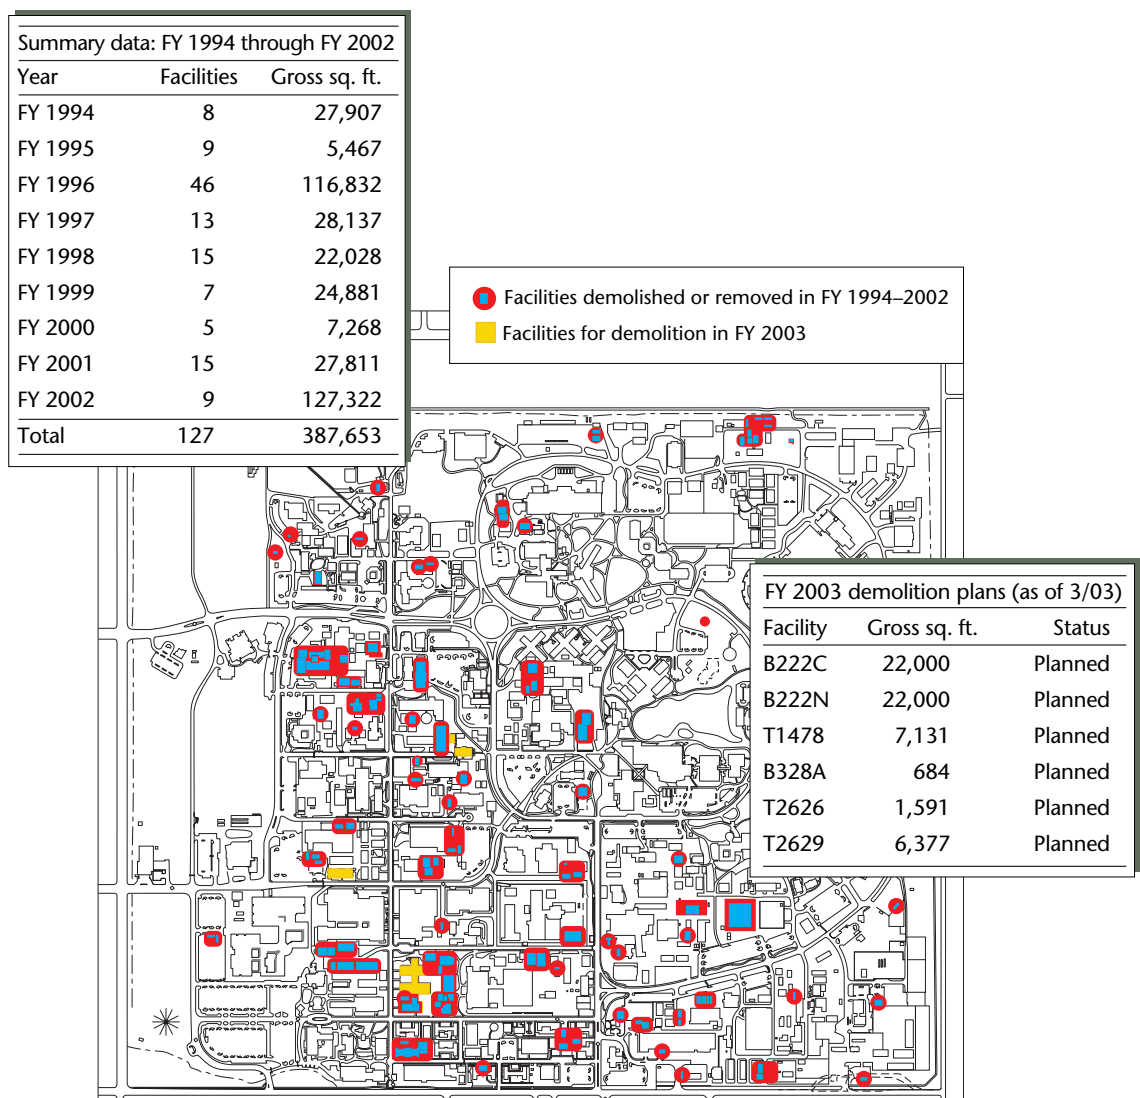 Summary data: FY 1994 through FY 2002
Year Facilities Gross sq. ft.
FY 1994 8 27,907
FY 1995 9 5,467
FY 1996 46 116,832
FY 1997 13 28,137
FY 1998 15 22,028
FY 1999 7 24,881
FY 2000 5 7,268
FY 2001 15 27,811
FY 2002 9 127,322
Total 127 387,653
Facilities demolished or removed in FY 1994–2002
Facilities for demolition in FY 2003
FY 2003 demolition plans (as of 3/03)
Facility Gross sq. ft. Status
B222C 22,000 Planned
B222N 22,000 Planned
T1478 7,131 Planned
B328A 684 Planned
T2626 1,591 Planned
T2629 6,377 Planned